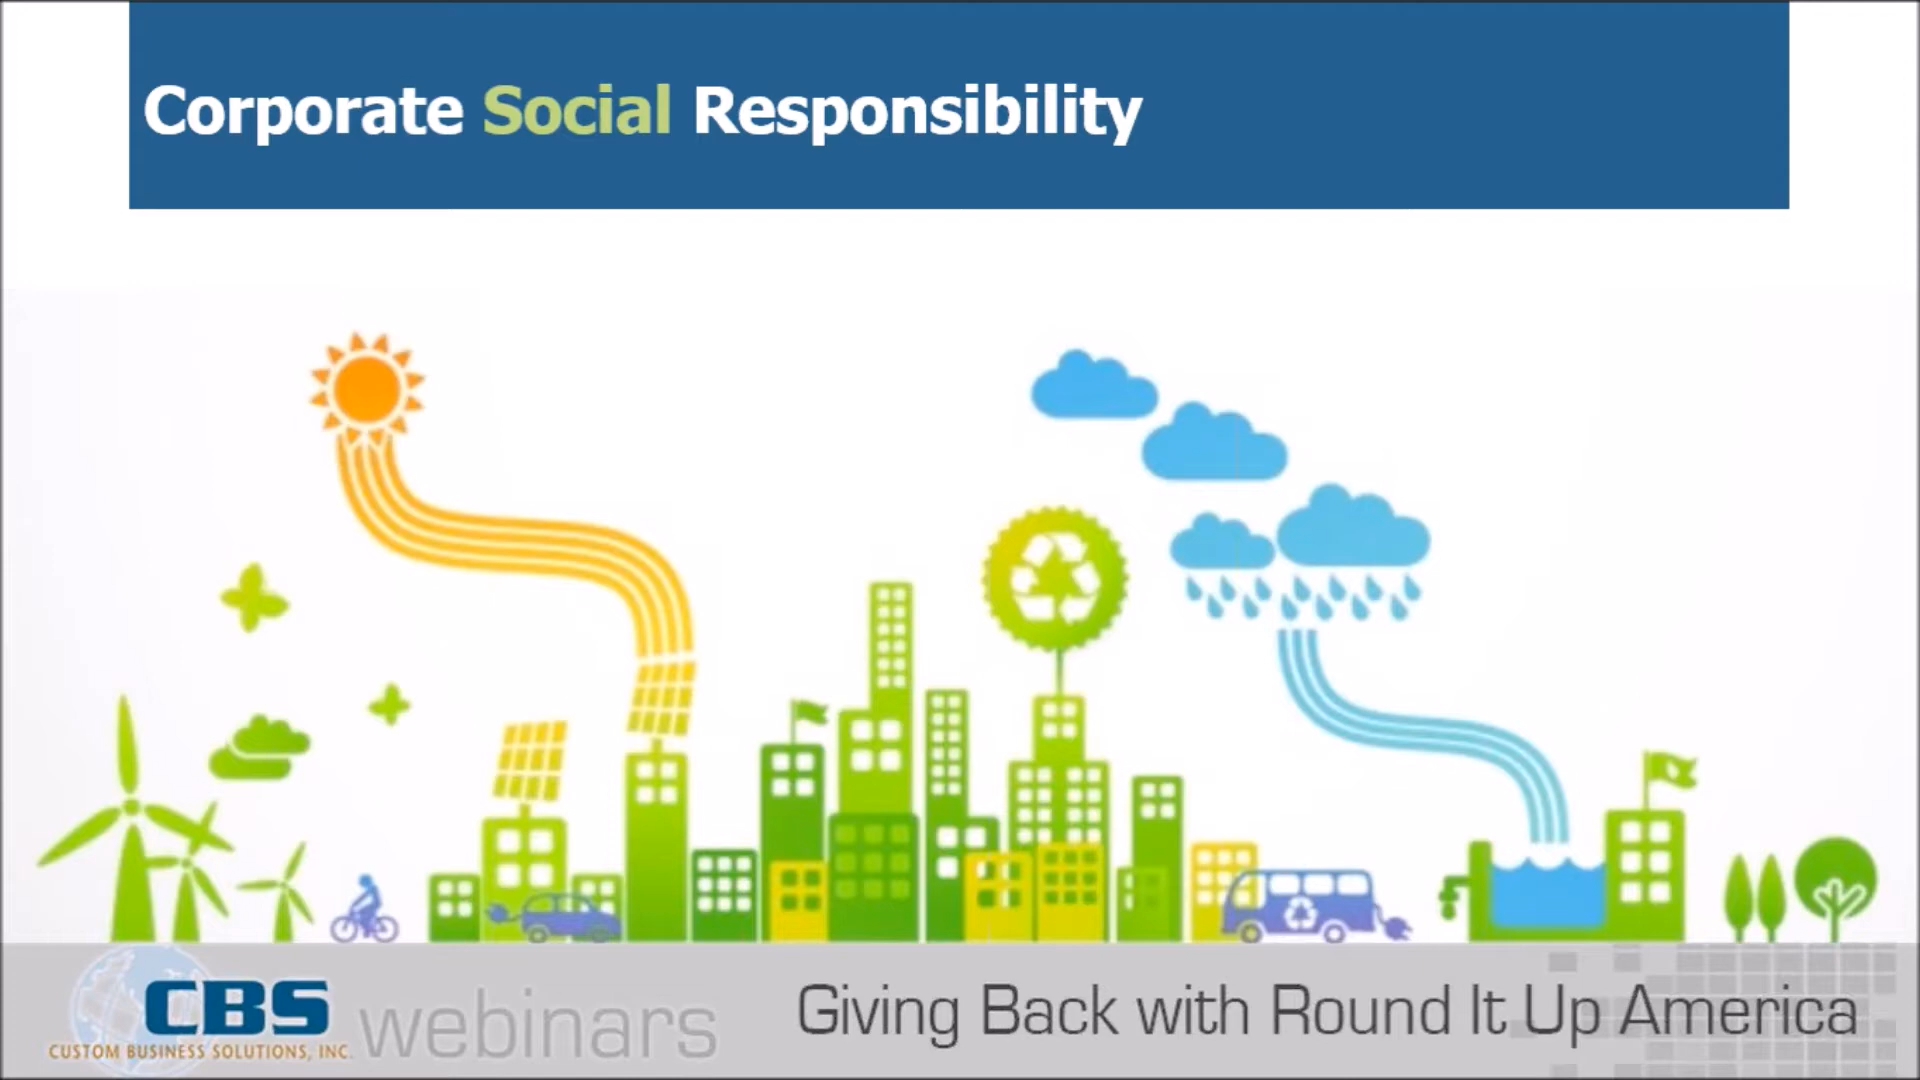 Corporate Social Responsibility
CBS webinars
CUSTOM BUSINESS SOLUTIONS, INC.
Giving Back with Round It Up America